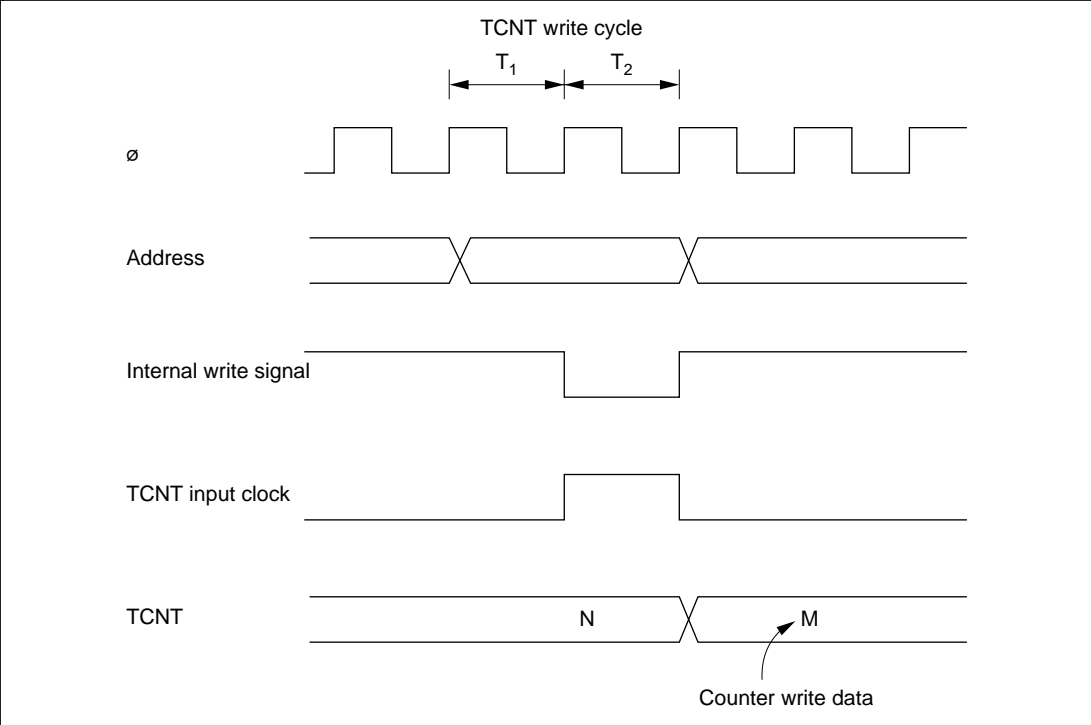 TCNT write cycle
T1 T2
ø
Address
Internal write signal
TCNT input clock
TCNT N M
Counter write data